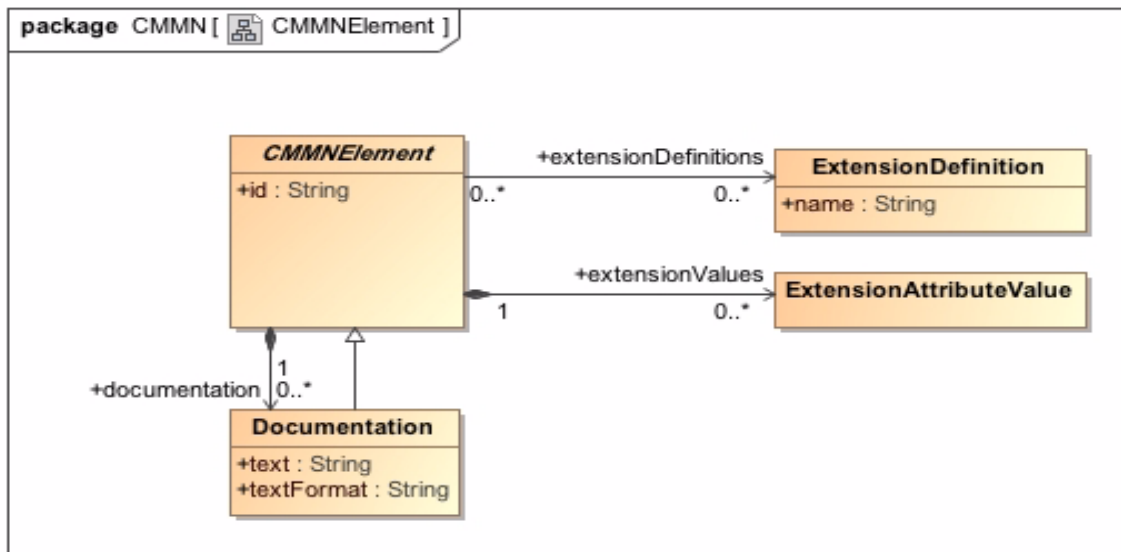 package CMMN [ CMMNElement ]
CMMNElement
+id : String
+extensionDefinitions
0..*
0..*
ExtensionDefinition
+name : String
+extensionValues
1
0..*
ExtensionAttributeValue
1
+documentation 0..*
Documentation
+text : String
+textFormat : String